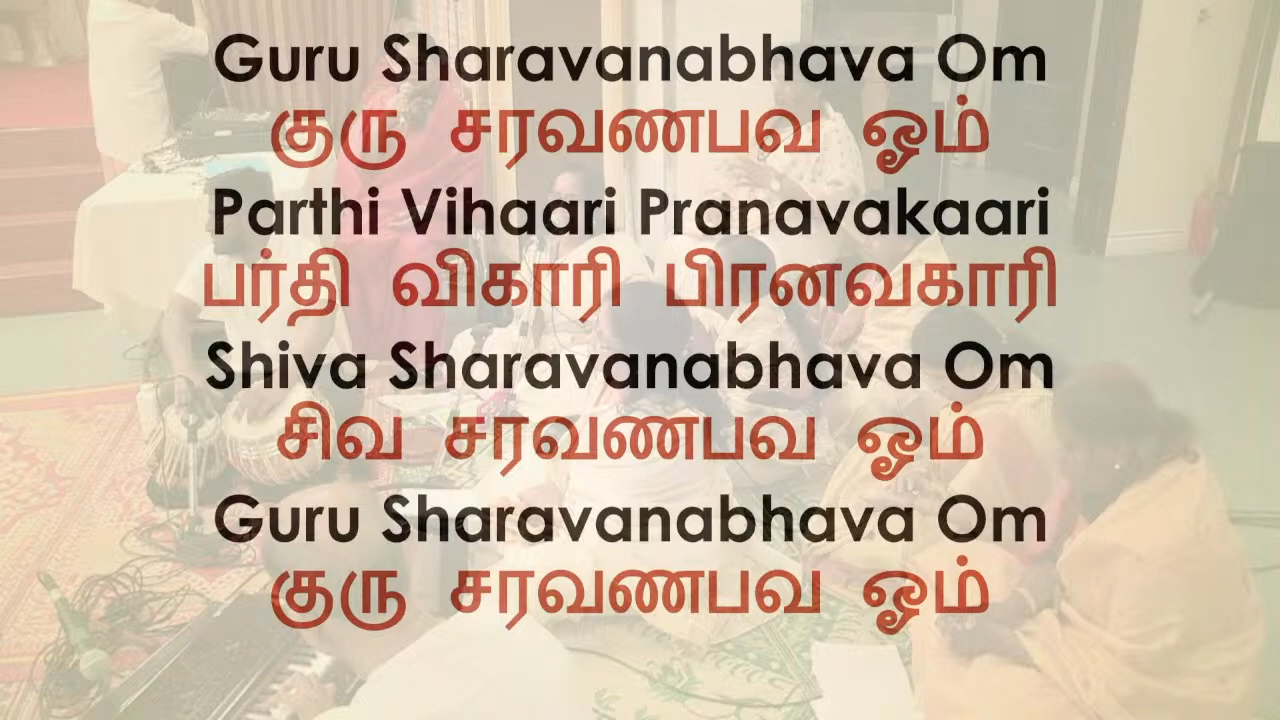 Guru Sharavanabhava Om
குரு சரவணபவ ஓம்
Parthi Vihaari Pranavakaari
பர்தி விகாரி பிரனவகாரி
Shiva Sharavanabhava Om
சிவ சரவணபவ ஓம்
Guru Sharavanabhava Om
குரு சரவணபவ ஓம்